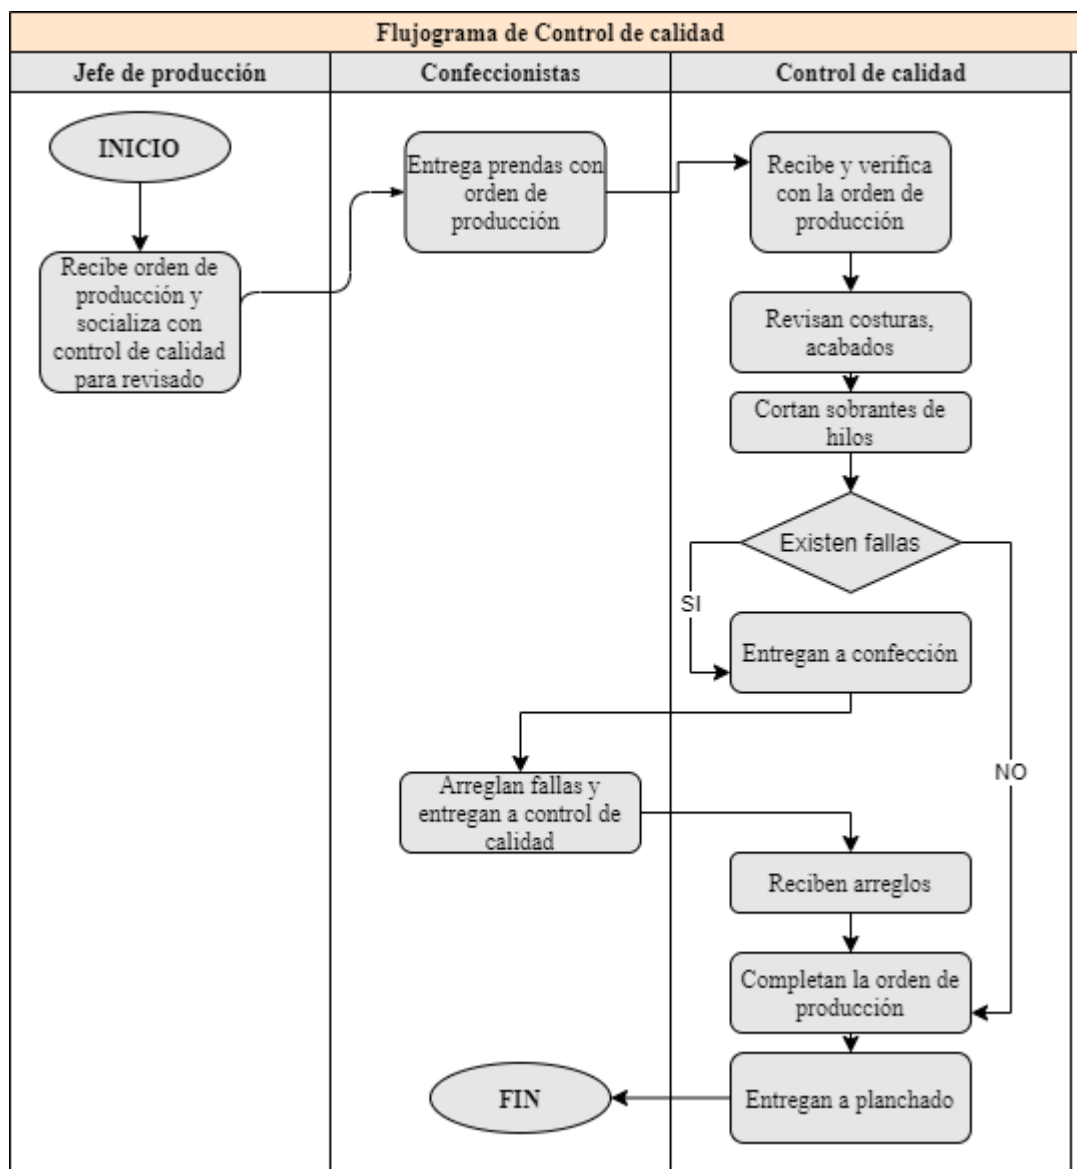 Flujograma de Control de calidad
Jefe de producción
Confeccionistas
Control de calidad
INICIO
Recibe orden de
producción y
socializa con
control de calidad
para revisado
Entrega prendas con
orden de
producción
Recibe y verifica
con la orden de
producción
Revisan costuras,
acabados
Cortan sobrantes de
hilos
Existen fallas
SI
Entregan a confección
NO
Arreglan fallas y
entregan a control de
calidad
Reciben arreglos
Completan la orden de
producción
Entregan a planchado
FIN